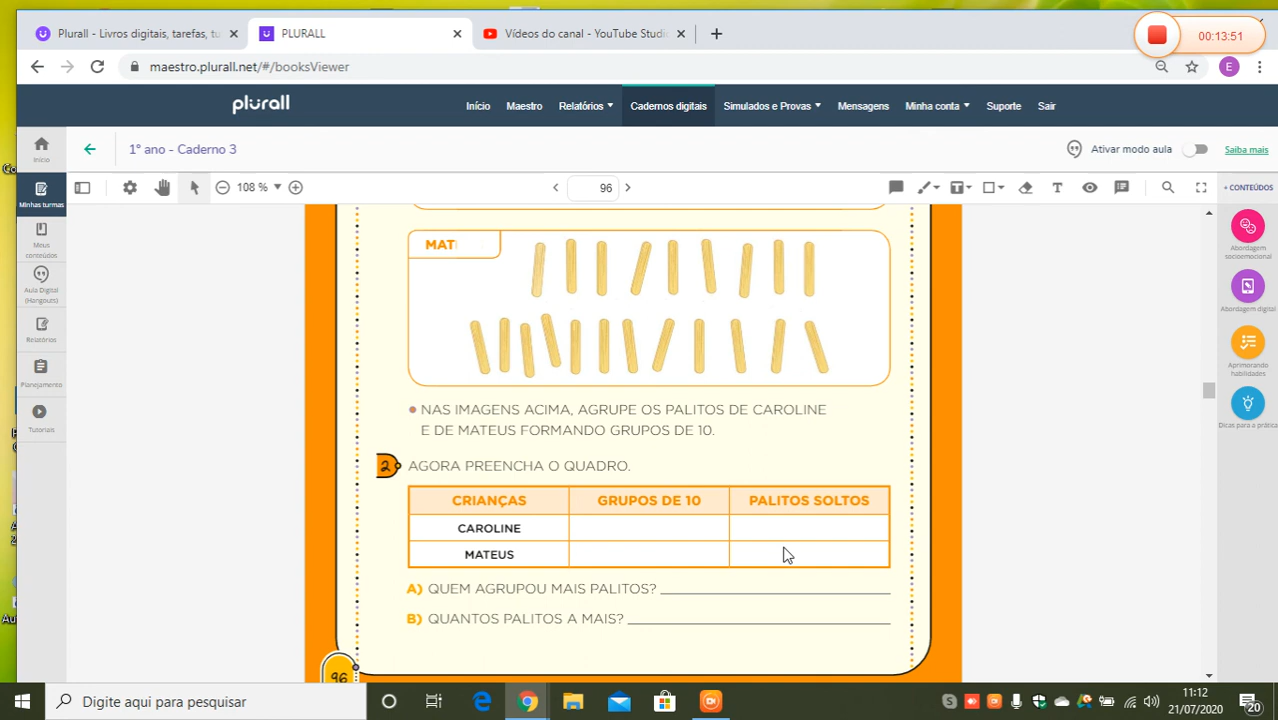 Plurall - Livros digitais, tarefas, tu
PLURALL
Vídeos do canal - YouTube Studio
00:13:51
maestro.plurall.net/#/booksViewer
E
plurall
Início
Maestro
Relatórios
Cadernos digitais
Simulados e Provas
Mensagens
Minha conta
Suporte
Sair
Início
1º ano - Caderno 3
Ativar modo aula
Saiba mais
108 %
96
+ CONTEÚDOS
Minhas turmas
Meus conteúdos
Aula Digital (Hangouts)
Relatórios
Planejamento
Tutoriais
Abordagem socioemocional
Abordagem digital
Aprimorando habilidades
Dicas para a prática
MAT
NAS IMAGENS ACIMA, AGRUPE OS PALITOS DE CAROLINE
E DE MATEUS FORMANDO GRUPOS DE 10.
2 AGORA PREENCHA O QUADRO.
CRIANÇAS GRUPOS DE 10 PALITOS SOLTOS
CAROLINE
MATEUS
A) QUEM AGRUPOU MAIS PALITOS?
B) QUANTOS PALITOS A MAIS?
96
Digite aqui para pesquisar
11:12
21/07/2020
20